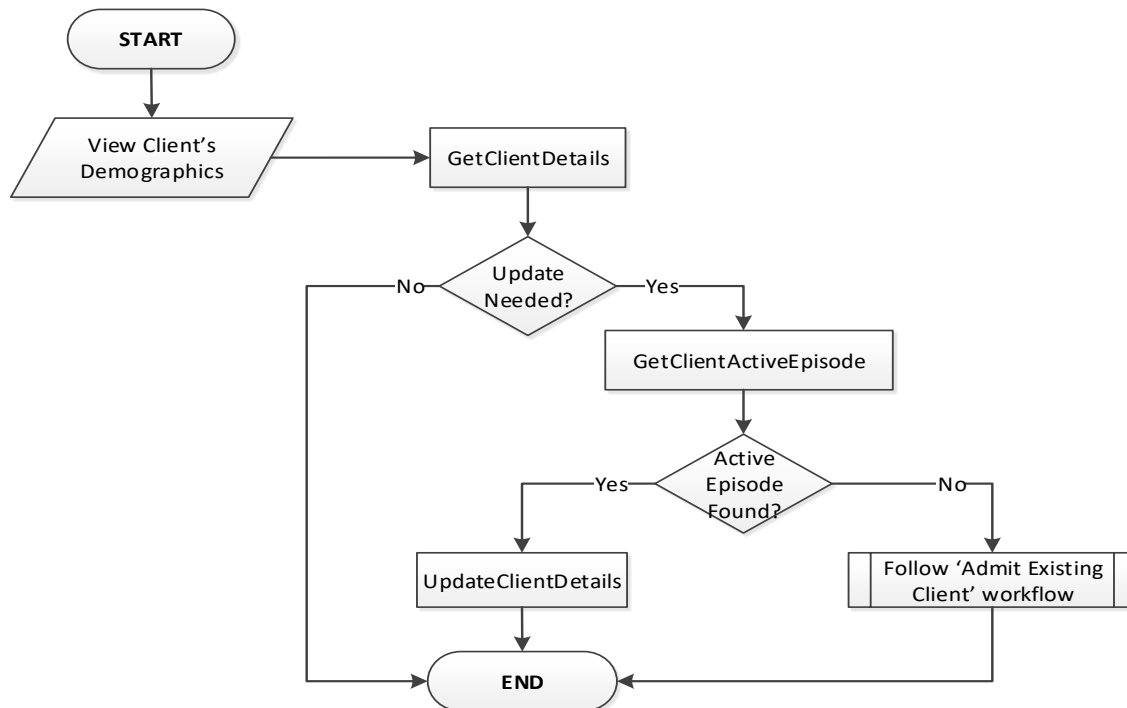 START
View Client’s
Demographics
GetClientDetails
Update
Needed?
No
Yes
GetClientActiveEpisode
Active
Episode
Found?
Yes
No
UpdateClientDetails
Follow ‘Admit Existing
Client’ workflow
END